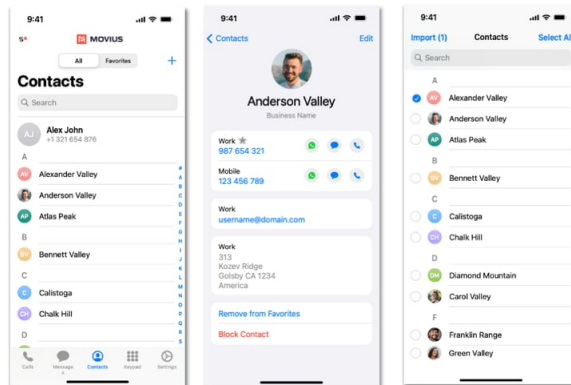 9:41
MOVIUS
All Favorites
Contacts
Search
AJ
Alex John
+1 321 654 876
A
AV Alexander Valley
Anderson Valley
AP Atlas Peak
B
BV Bennett Valley
C
C Calistoga
CH Chalk Hill
D
#
A
B
C
D
E
F
G
H
I
J
K
L
M
N
O
P
Q
R
S
Calls
Message
s
Contacts
Keypad
Settings
9:41
Contacts Edit
Anderson Valley
Business Name
Work
987 654 321
Mobile
123 456 789
Work
username@domain.com
Work
313
Kozev Ridge
Golsby CA 1234
America
Remove from Favorites
Block Contact
9:41
Import (1) Contacts Select Al
Search
A
AV Alexander Valley
Anderson Valley
AP Atlas Peak
B
BV Bennett Valley
C
C Calistoga
CH Chalk Hill
D
DM Diamond Mountain
Carol Valley
F
Franklin Range
Green Valley